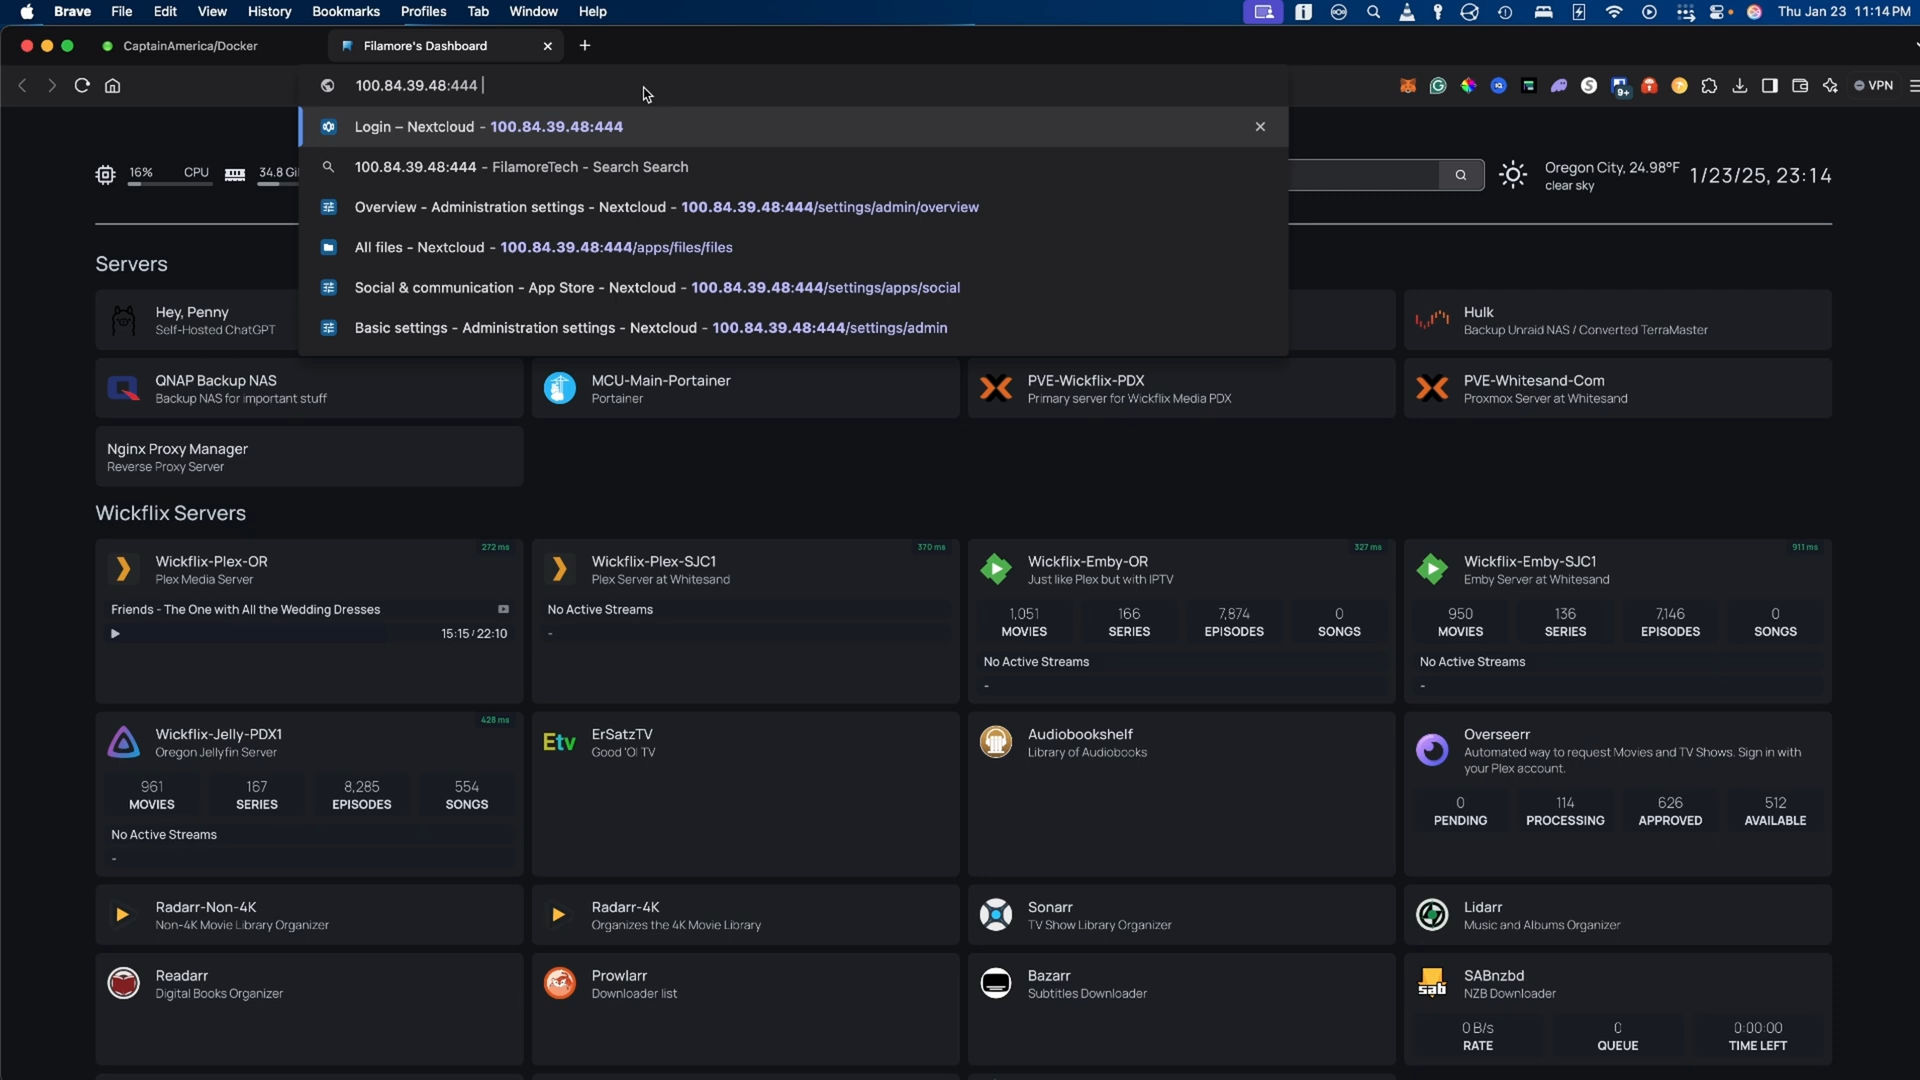 Brave File Edit View History Bookmarks Profiles Tab Window Help
Thu Jan 23 11:14 PM
CaptainAmerica/Docker
Filamore's Dashboard
100.84.39.48:444
9+
VPN
Login – Nextcloud - 100.84.39.48:444
100.84.39.48:444 - FilamoreTech - Search Search
Overview - Administration settings - Nextcloud - 100.84.39.48:444/settings/admin/overview
All files - Nextcloud - 100.84.39.48:444/apps/files/files
Social & communication - App Store - Nextcloud - 100.84.39.48:444/settings/apps/social
Basic settings - Administration settings - Nextcloud - 100.84.39.48:444/settings/admin
16% CPU
34.8 Gi
Oregon City, 24.98°F
clear sky
1/23/25, 23:14
Servers
Hey, Penny
Self-Hosted ChatGPT
Hulk
Backup Unraid NAS / Converted TerraMaster
QNAP Backup NAS
Backup NAS for important stuff
MCU-Main-Portainer
Portainer
PVE-Wickflix-PDX
Primary server for Wickflix Media PDX
PVE-Whitesand-Com
Proxmox Server at Whitesand
Nginx Proxy Manager
Reverse Proxy Server
Wickflix Servers
272 ms
Wickflix-Plex-OR
Plex Media Server
Friends - The One with All the Wedding Dresses
15:15 / 22:10
370 ms
Wickflix-Plex-SJC1
Plex Server at Whitesand
No Active Streams
-
327 ms
Wickflix-Emby-OR
Just like Plex but with IPTV
1,051 166 7,874 0
MOVIES SERIES EPISODES SONGS
No Active Streams
-
911 ms
Wickflix-Emby-SJC1
Emby Server at Whitesand
950 136 7,146 0
MOVIES SERIES EPISODES SONGS
No Active Streams
-
428 ms
Wickflix-Jelly-PDX1
Oregon Jellyfin Server
961 167 8,285 554
MOVIES SERIES EPISODES SONGS
No Active Streams
-
Etv
ErSatzTV
Good 'Ol TV
Audiobookshelf
Library of Audiobooks
Overseerr
Automated way to request Movies and TV Shows. Sign in with
your Plex account.
0 114 626 512
PENDING PROCESSING APPROVED AVAILABLE
Radarr-Non-4K
Non-4K Movie Library Organizer
Radarr-4K
Organizes the 4K Movie Library
Sonarr
TV Show Library Organizer
Lidarr
Music and Albums Organizer
Readarr
Digital Books Organizer
Prowlarr
Downloader list
Bazarr
Subtitles Downloader
sab
SABnzbd
NZB Downloader
0 B/s 0 0:00:00
RATE QUEUE TIME LEFT